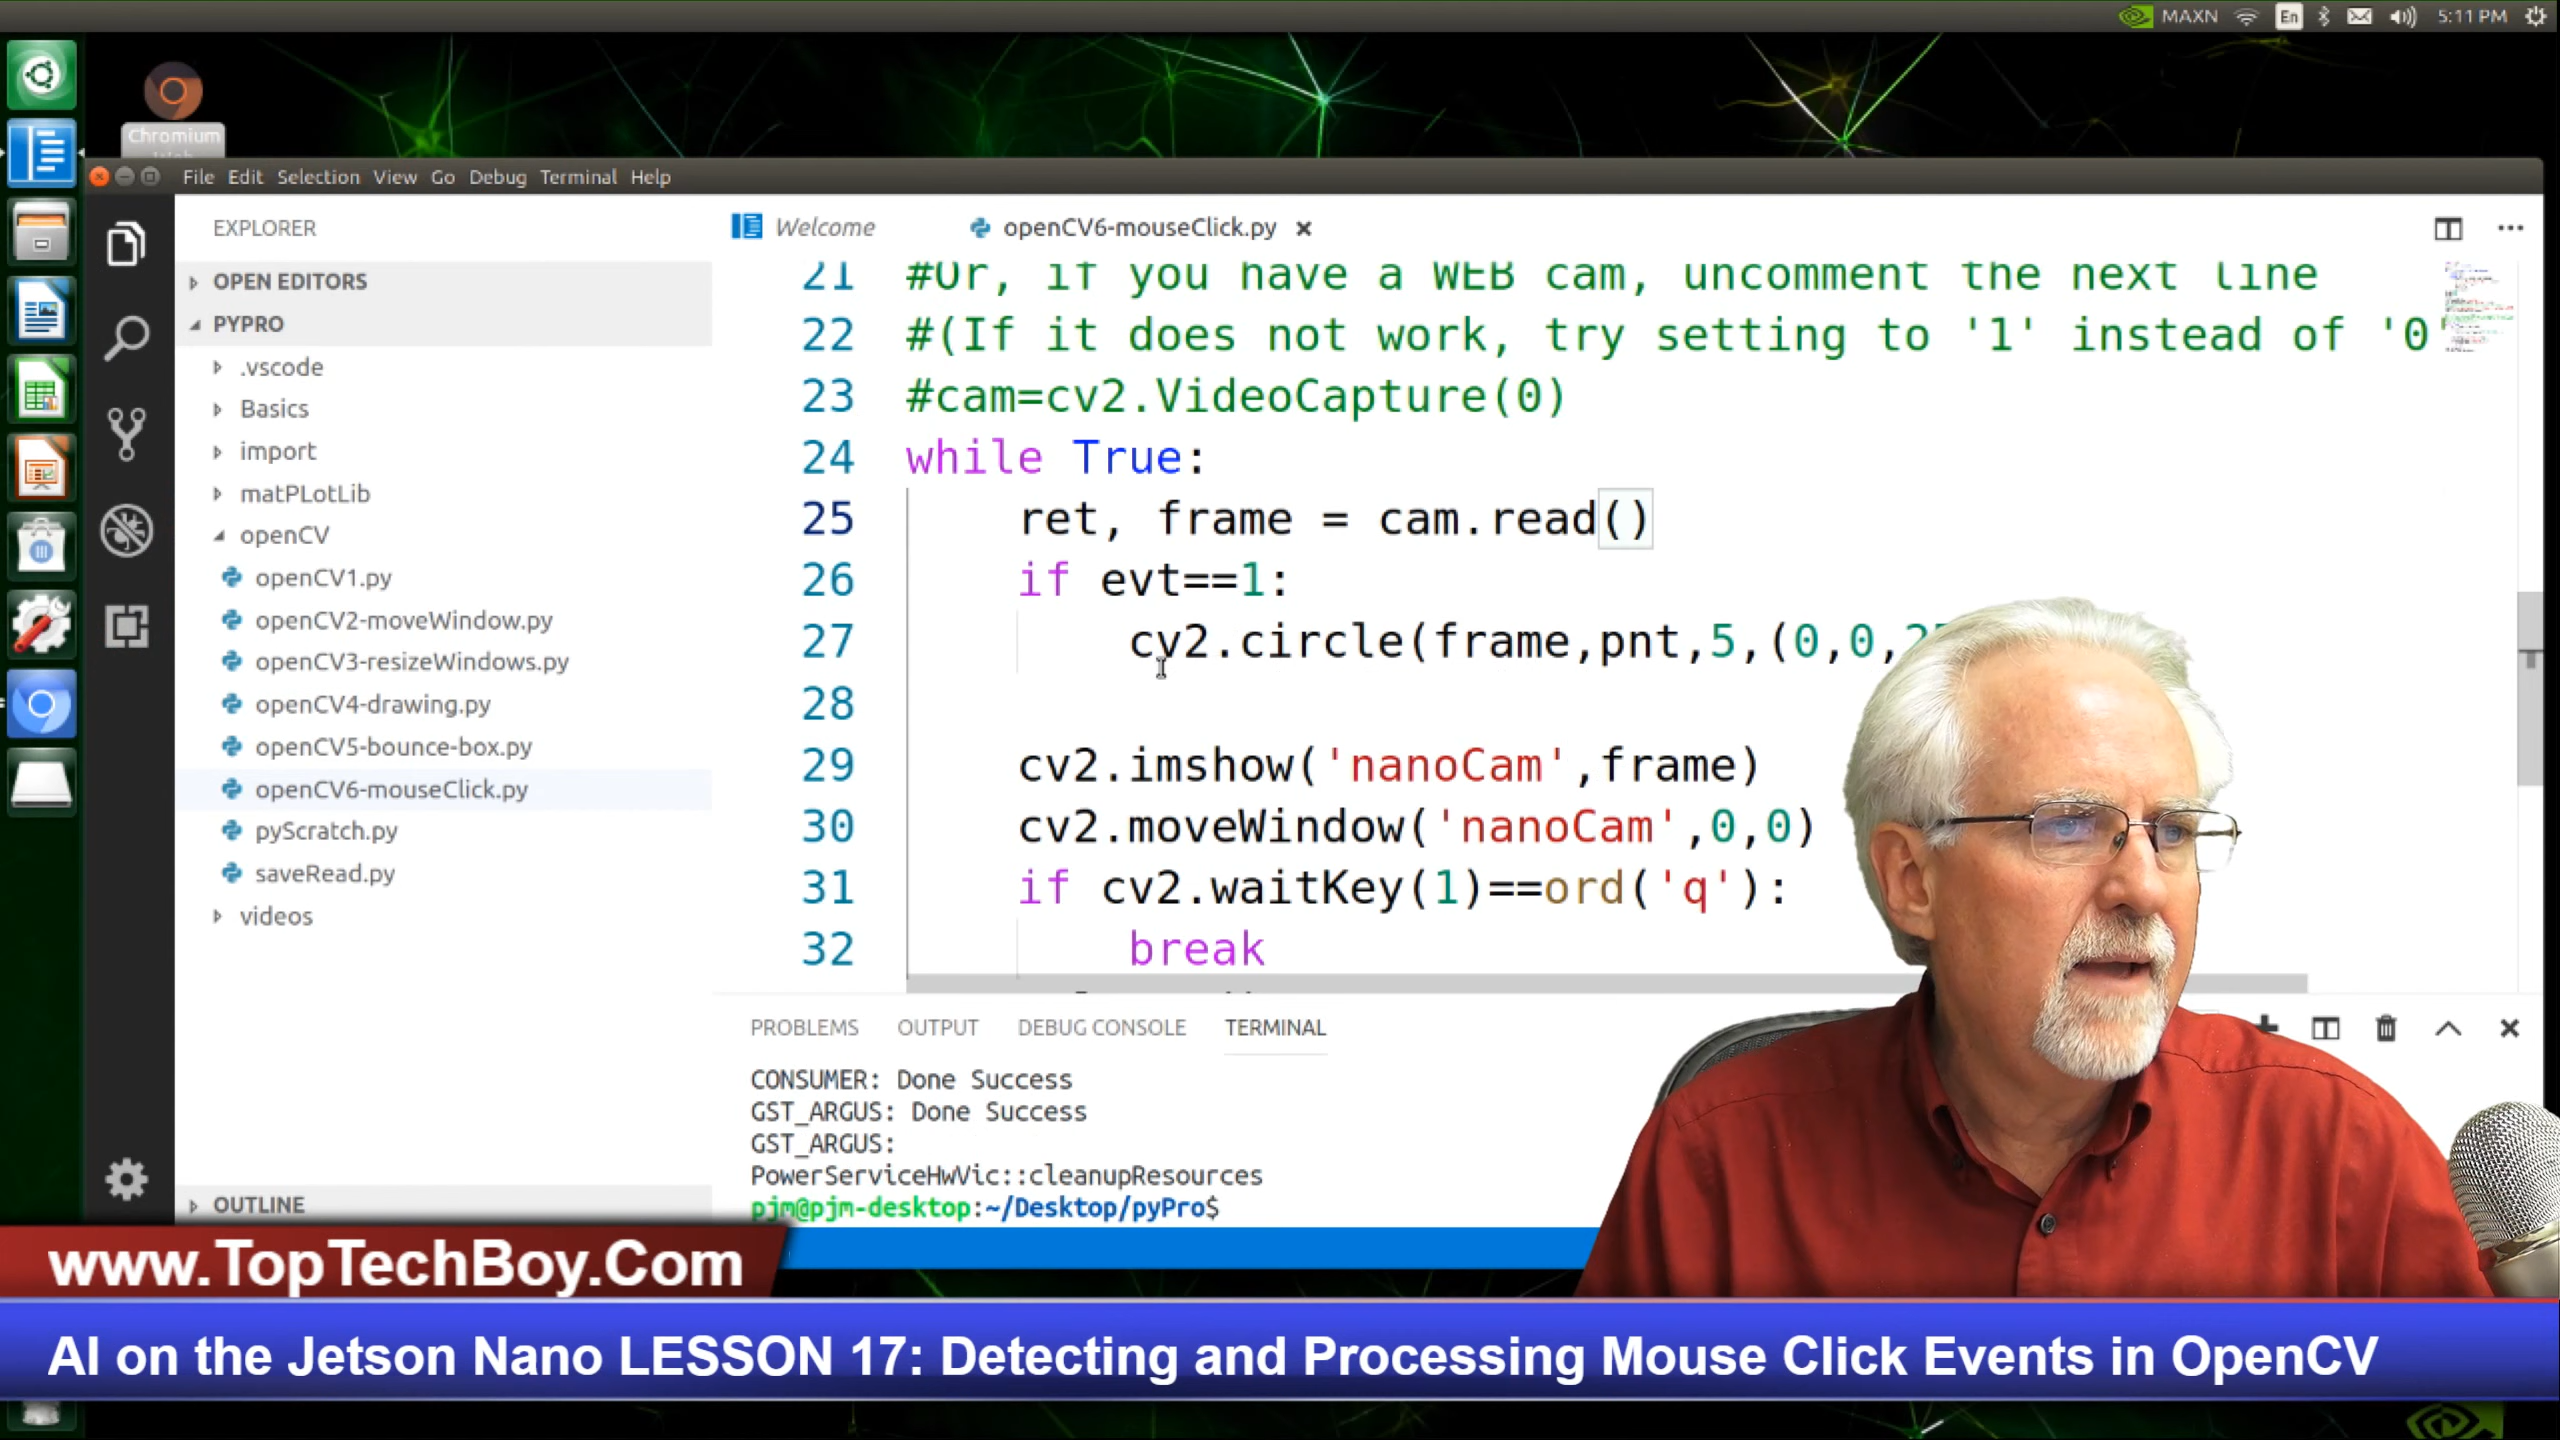 MAXN En 5:11 PM
Chromium
File Edit Selection View Go Debug Terminal Help
EXPLORER
OPEN EDITORS
PYPRO
.vscode
Basics
import
matPLotLib
openCV
openCV1.py
openCV2-moveWindow.py
openCV3-resizeWindows.py
openCV4-drawing.py
openCV5-bounce-box.py
openCV6-mouseClick.py
pyScratch.py
saveRead.py
videos
OUTLINE
Welcome openCV6-mouseClick.py
21 #Or, if you have a WEB cam, uncomment the next line
22 #(If it does not work, try setting to '1' instead of '0'
23 #cam=cv2.VideoCapture(0)
24 while True:
25 ret, frame = cam.read()
26 if evt==1:
27 cv2.circle(frame,pnt,5,(0,0,
28
29 cv2.imshow('nanoCam',frame)
30 cv2.moveWindow('nanoCam',0,0)
31 if cv2.waitKey(1)==ord('q'):
32 break
PROBLEMS OUTPUT DEBUG CONSOLE TERMINAL
CONSUMER: Done Success
GST_ARGUS: Done Success
GST_ARGUS:
PowerServiceHwVic::cleanupResources
pjm@pjm-desktop:~/Desktop/pyPro$
www.TopTechBoy.Com
AI on the Jetson Nano LESSON 17: Detecting and Processing Mouse Click Events in OpenCV